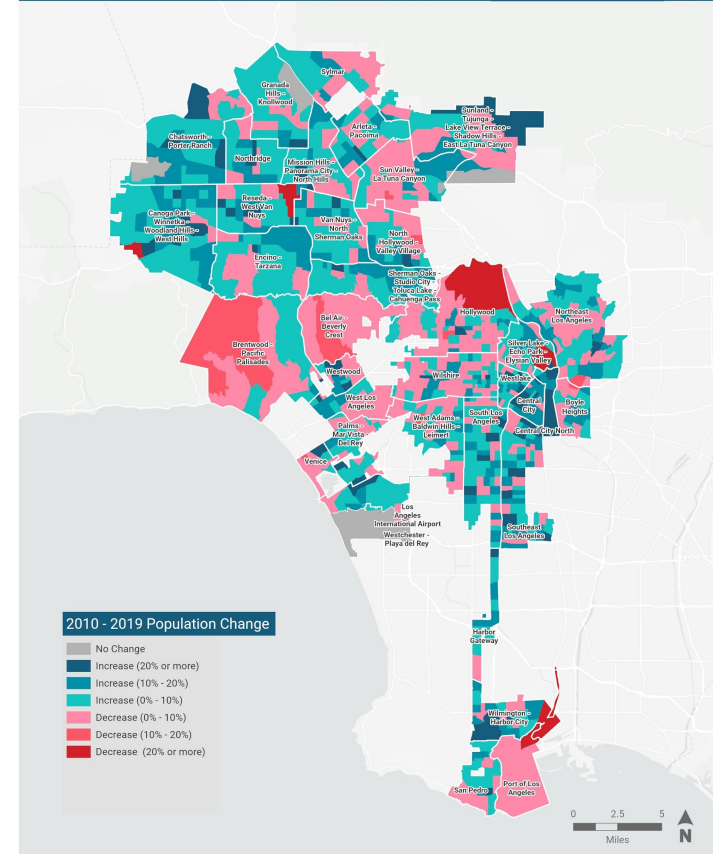 Sylmar
Granada
Hills -
Knollwood
Sunland -
Tujunga -
Lake View Terrace -
Shadow Hills -
East La Tuna Canyon
Arleta -
Pacoima
Chatsworth -
Porter Ranch
Northridge
Mission Hills -
Panorama City -
North Hills
Sun Valley -
La Tuna Canyon
Reseda -
West Van
Nuys
Canoga Park -
Winnetka -
Woodland Hills -
West Hills
Van Nuys -
North
Sherman Oaks
North
Hollywood -
Valley Village
Encino -
Tarzana
Sherman Oaks -
Studio City -
Toluca Lake -
Cahuenga Pass
Hollywood
Northeast
Los Angeles
Bel Air -
Beverly
Crest
Brentwood -
Pacific
Palisades
Silver Lake -
Echo Park -
Elysian Valley
Westwood
Wilshire
Westlake
West Los
Angeles
Central
City
Boyle
Heights
West Adams -
Baldwin Hills -
Leimert
South Los
Angeles
Palms -
Mar Vista -
Del Rey
Central City North
Venice
Los
Angeles
International Airport
Westchester -
Playa del Rey
Southeast
Los Angeles
Harbor
Gateway
Wilmington -
Harbor City
San Pedro
Port of Los
Angeles
2010 - 2019 Population Change
No Change
Increase (20% or more)
Increase (10% - 20%)
Increase (0% - 10%)
Decrease (0% - 10%)
Decrease (10% - 20%)
Decrease (20% or more)
0 2.5 5
Miles
N